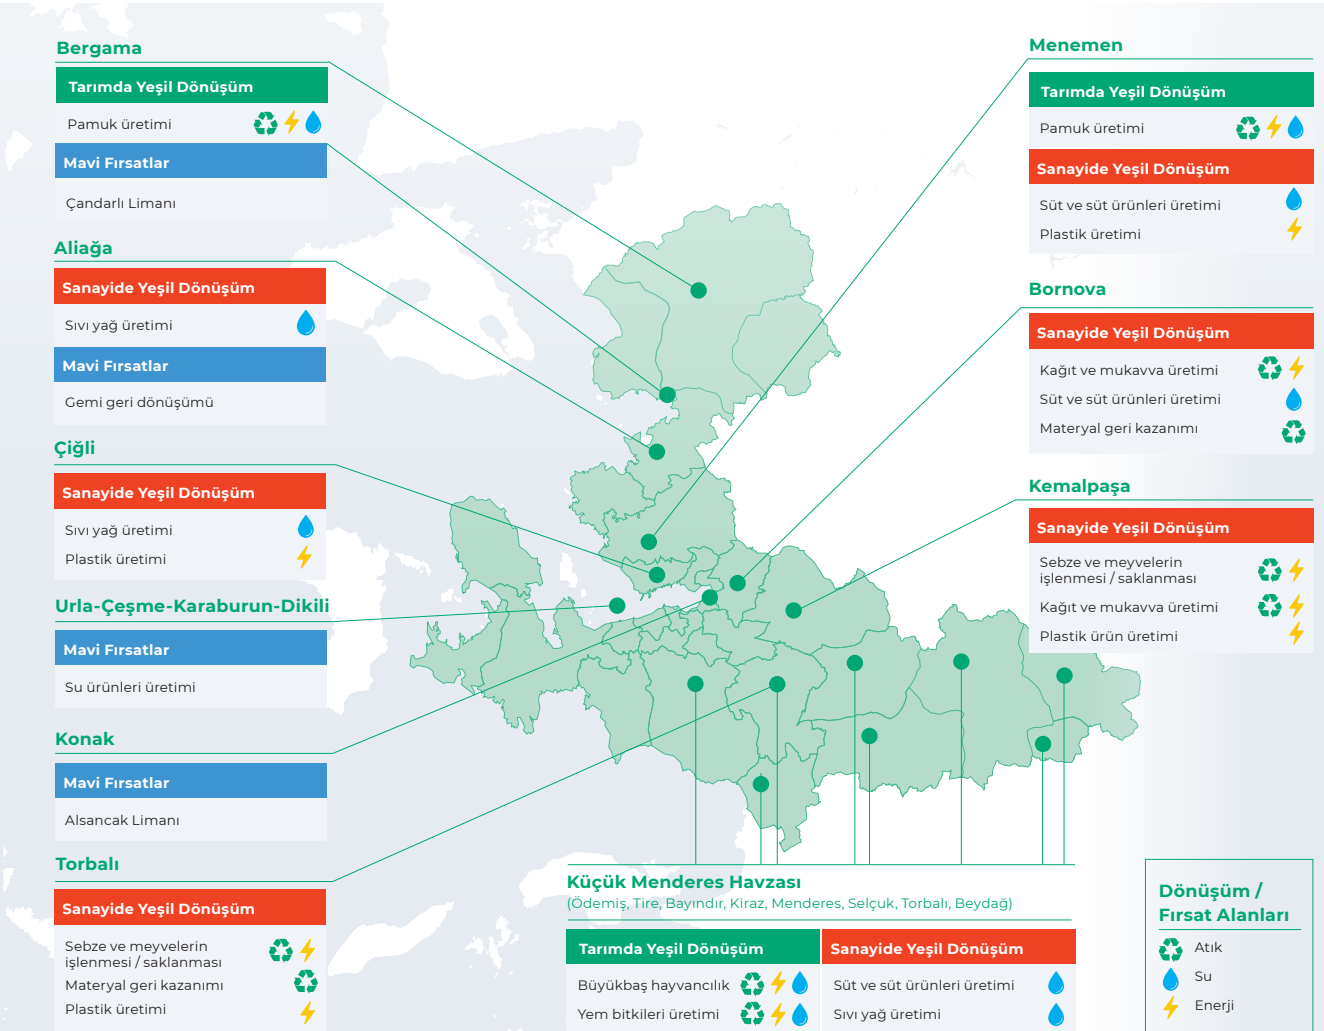 Bergama
Tarımda Yeşil Dönüşüm
Pamuk üretimi
Mavi Fırsatlar
Çandarlı Limanı
Aliağa
Sanayide Yeşil Dönüşüm
Sıvı yağ üretimi
Mavi Fırsatlar
Gemi geri dönüşümü
Çiğli
Sanayide Yeşil Dönüşüm
Sıvı yağ üretimi
Plastik üretimi
Urla-Çeşme-Karaburun-Dikili
Mavi Fırsatlar
Su ürünleri üretimi
Konak
Mavi Fırsatlar
Alsancak Limanı
Torbalı
Sanayide Yeşil Dönüşüm
Sebze ve meyvelerin
işlenmesi / saklanması
Materyal geri kazanımı
Plastik üretimi
Menemen
Tarımda Yeşil Dönüşüm
Pamuk üretimi
Sanayide Yeşil Dönüşüm
Süt ve süt ürünleri üretimi
Plastik üretimi
Bornova
Sanayide Yeşil Dönüşüm
Kağıt ve mukavva üretimi
Süt ve süt ürünleri üretimi
Materyal geri kazanımı
Kemalpaşa
Sanayide Yeşil Dönüşüm
Sebze ve meyvelerin
işlenmesi / saklanması
Kağıt ve mukavva üretimi
Plastik ürün üretimi
Küçük Menderes Havzası
(Ödemiş, Tire, Bayındır, Kiraz, Menderes, Selçuk, Torbalı, Beydağ)
Tarımda Yeşil Dönüşüm
Büyükbaş hayvancılık
Yem bitkileri üretimi
Sanayide Yeşil Dönüşüm
Süt ve süt ürünleri üretimi
Sıvı yağ üretimi
Dönüşüm /
Fırsat Alanları
Atık
Su
Enerji